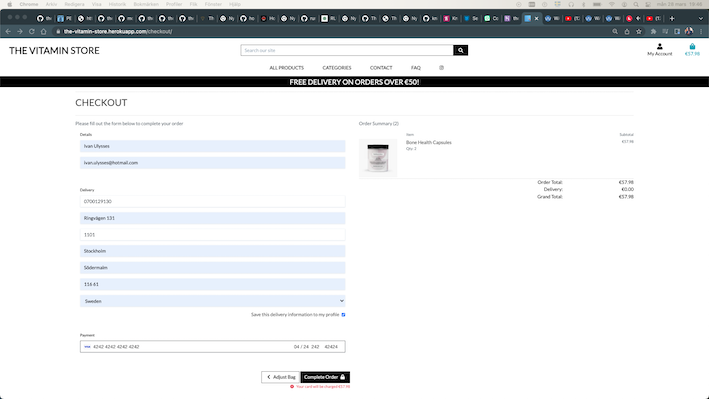 Chrome Arkiv Redigera Visa Historik Bokmärken Profiler Flik Fönster Hjälp
the-vitamin-store.herokuapp.com/checkout/
THE VITAMIN STORE
Search our site
My Account
€57.98
ALL PRODUCTS CATEGORIES CONTACT FAQ
FREE DELIVERY ON ORDERS OVER €50!
CHECKOUT
Please fill out the form below to complete your order
Details
Ivan Ulysses
ivan.ulysses@hotmail.com
Delivery
0700129130
Ringvägen 131
1101
Stockholm
Södermalm
116 61
Sweden
Save this delivery information to my profile
Payment
VISA 4242 4242 4242 4242 04 / 24 242 42424
Adjust Bag
Complete Order
Your card will be charged €57.98
Order Summary (2)
Item Subtotal
Bone Health Capsules €57.98
Qty: 2
Order Total: €57.98
Delivery: €0.00
Grand Total: €57.98